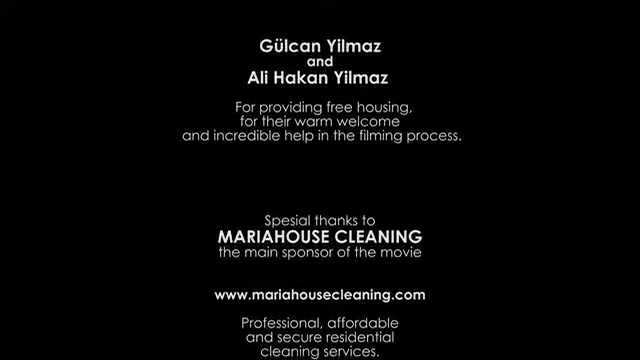 Gülcan Yilmaz
and
Ali Hakan Yilmaz
For providing free housing,
for their warm welcome
and incredible help in the filming process.
Spesial thanks to
MARIAHOUSE CLEANING
the main sponsor of the movie
www.mariahousecleaning.com
Professional, affordable
and secure residential
cleaning services.